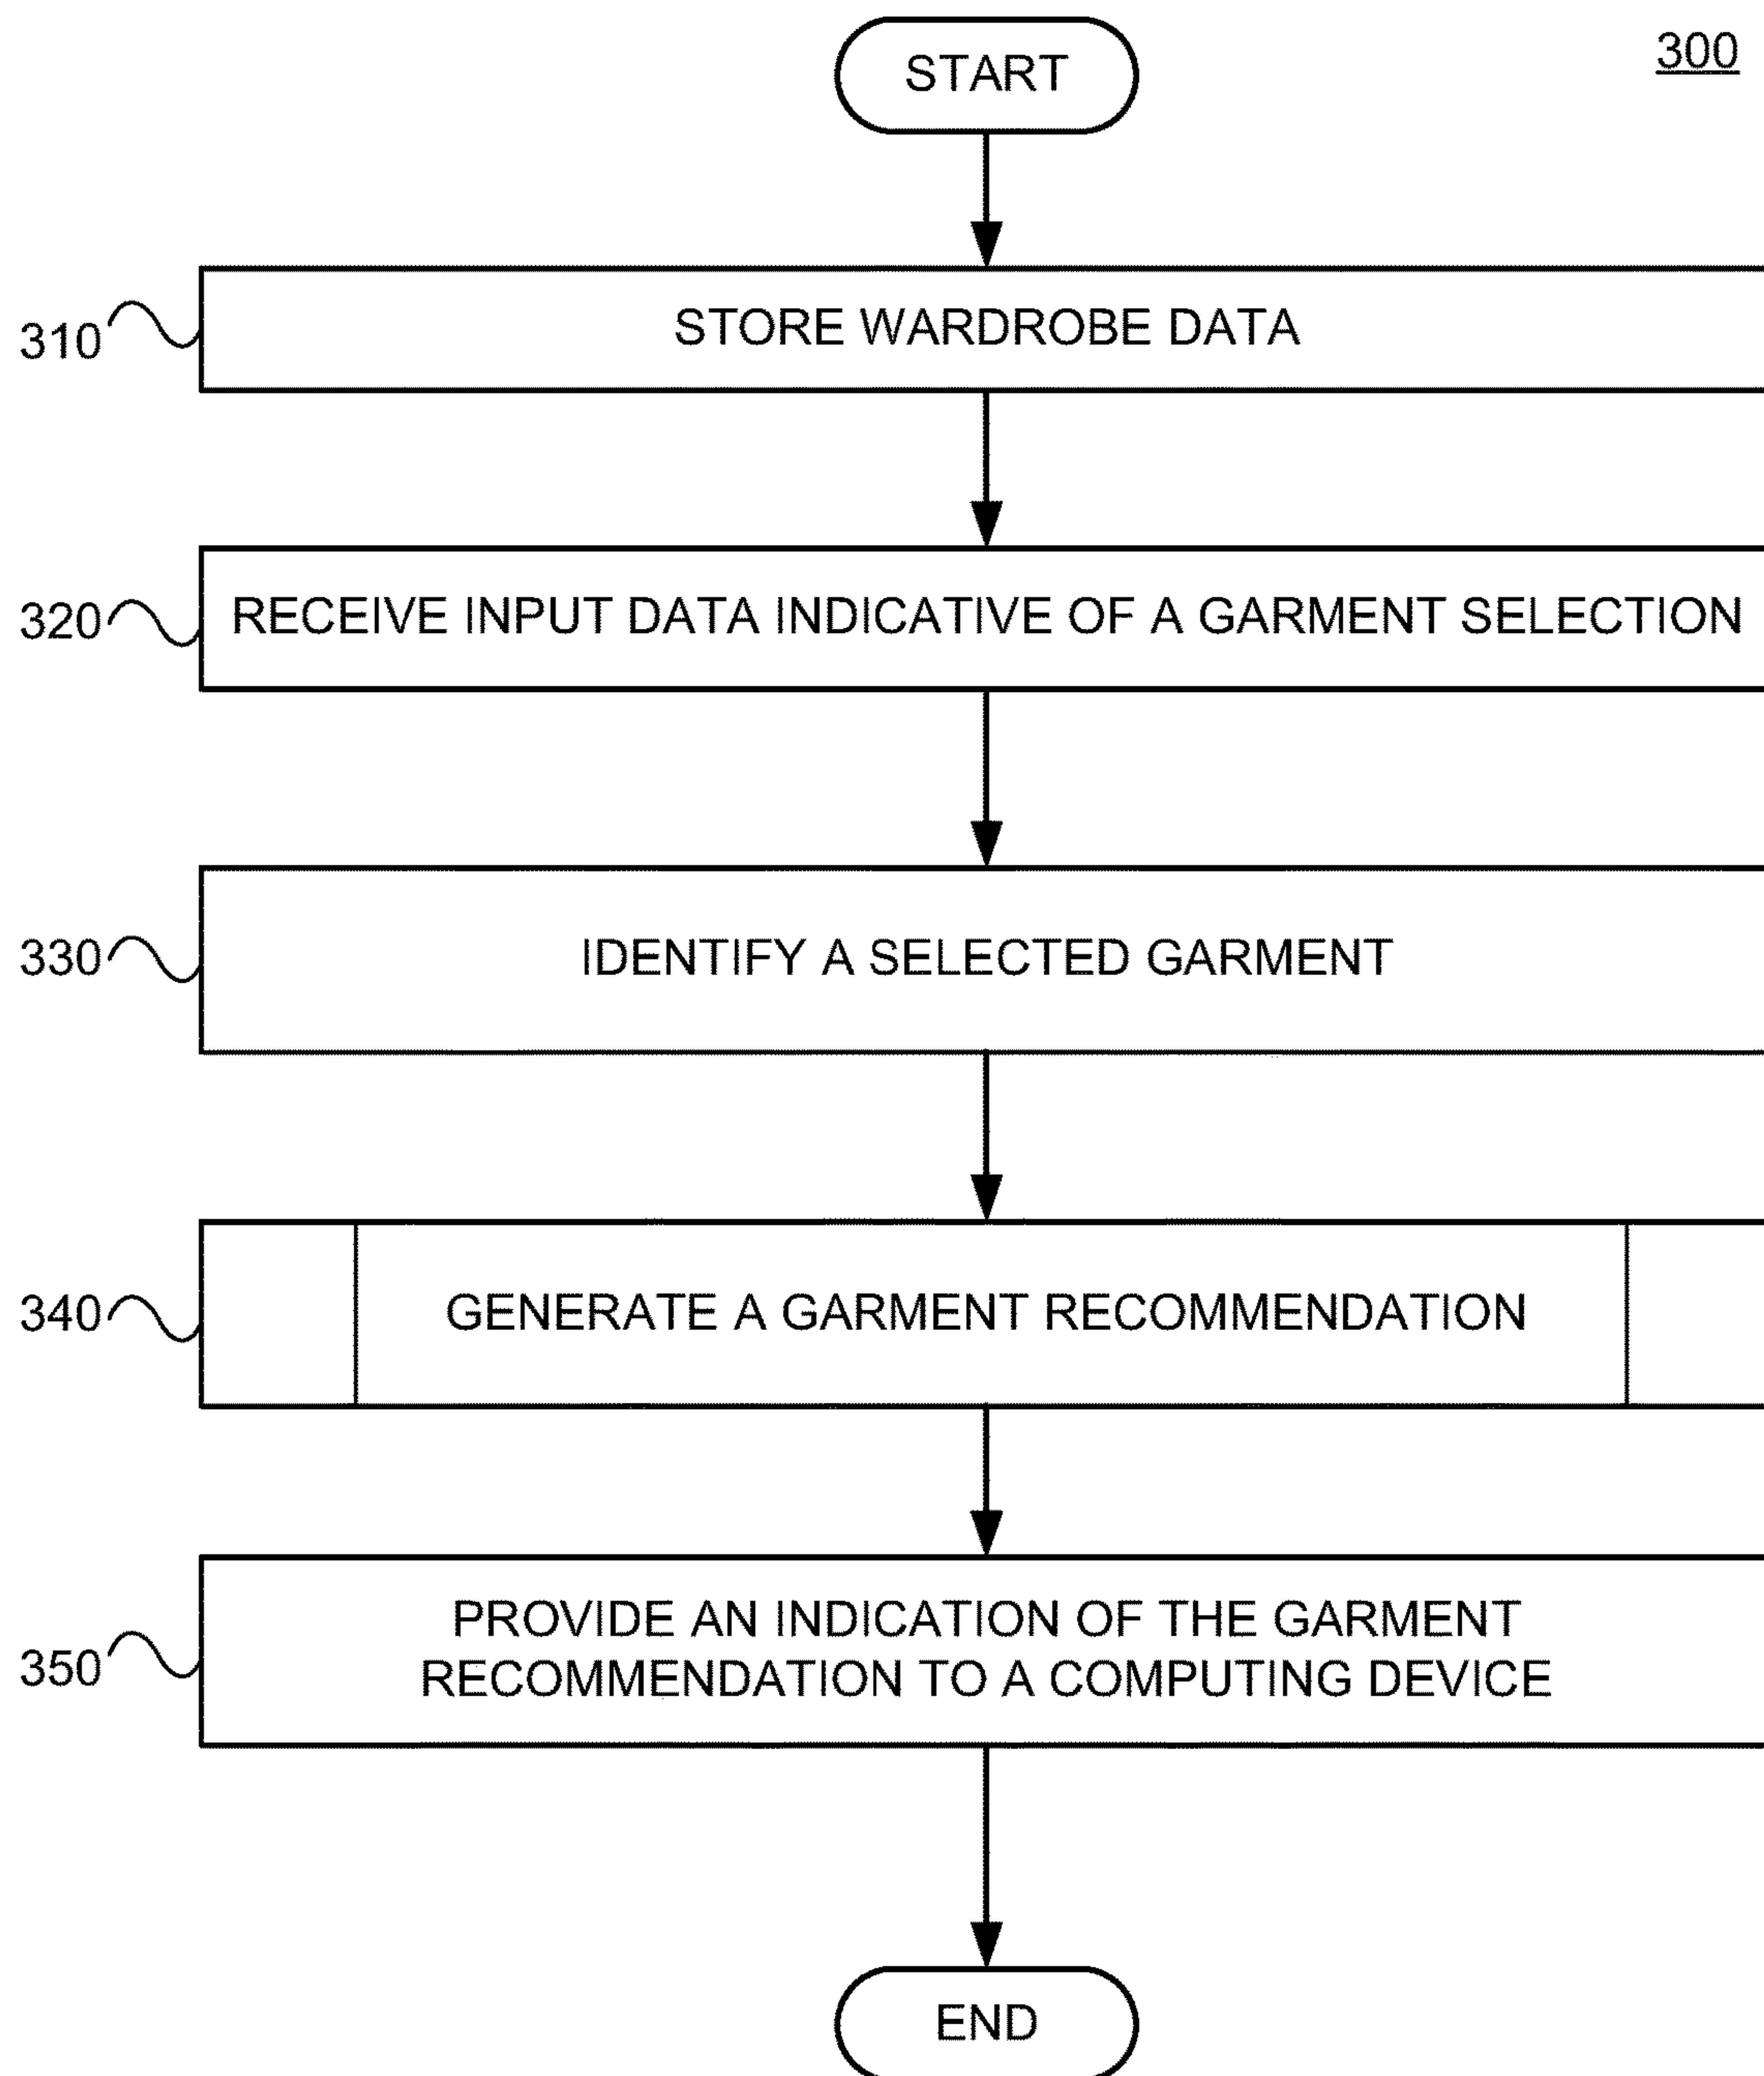 300
START
310
STORE WARDROBE DATA
320
RECEIVE INPUT DATA INDICATIVE OF A GARMENT SELECTION
330
IDENTIFY A SELECTED GARMENT
340
GENERATE A GARMENT RECOMMENDATION
350
PROVIDE AN INDICATION OF THE GARMENT
RECOMMENDATION TO A COMPUTING DEVICE
END